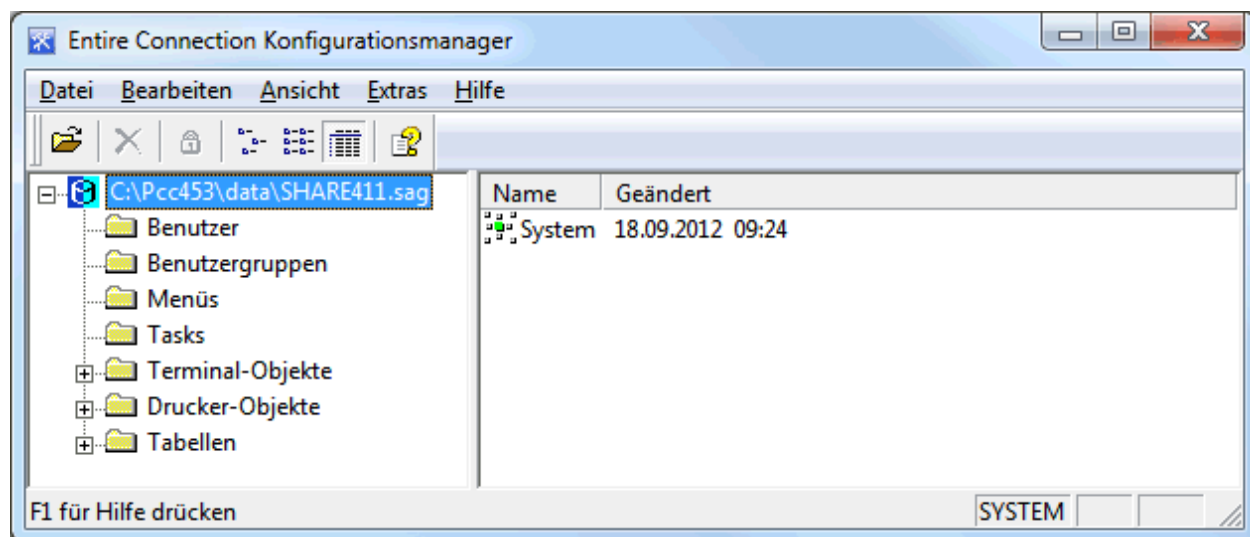 Entire Connection Konfigurationsmanager
Datei Bearbeiten Ansicht Extras Hilfe
C:\Pcc453\data\SHARE411.sag
Benutzer
Benutzergruppen
Menüs
Tasks
Terminal-Objekte
Drucker-Objekte
Tabellen
Name Geändert
System 18.09.2012 09:24
F1 für Hilfe drücken SYSTEM